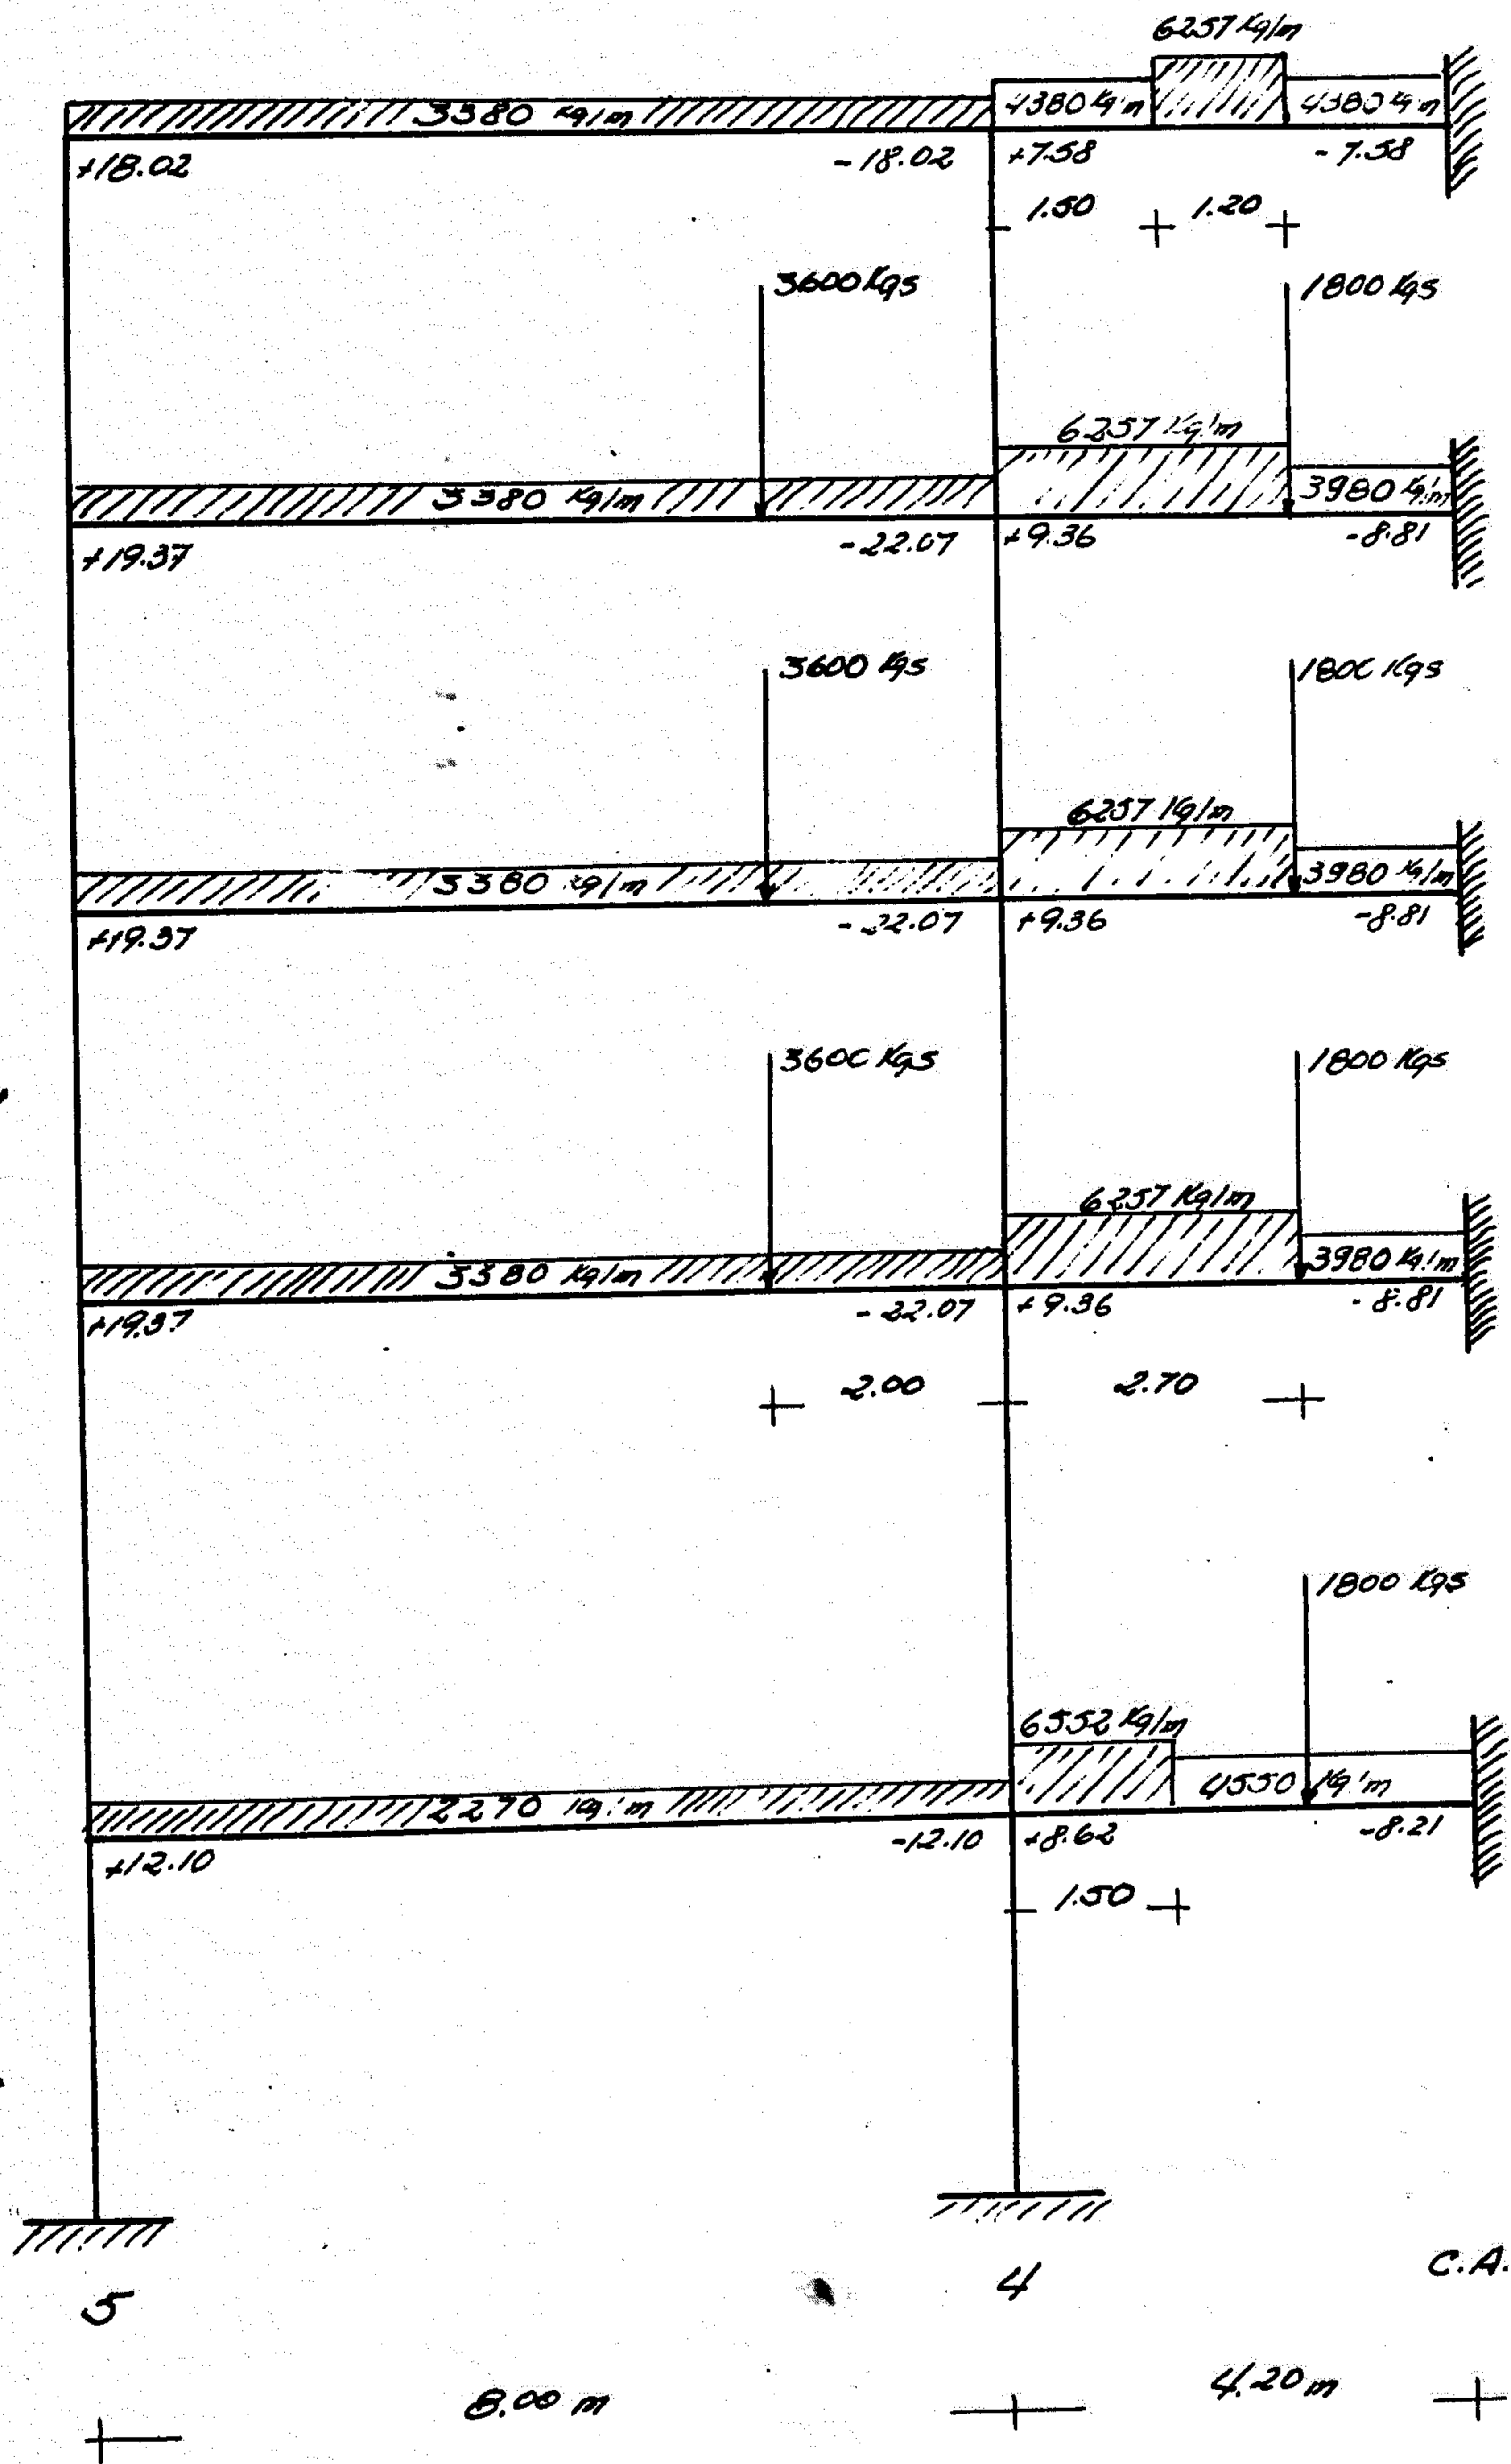 6257 Kg/m
3380 Kg/m 4380 Kg/m 4380 Kg/m
+18.02 -18.02 +7.58 -7.58
1.50 1.20
3600 Kgs 1800 Kgs
6257 Kg/m
3380 Kg/m 3980 Kg/m
+19.37 -22.07 +9.36 -8.81
3600 Kgs 1800 Kgs
6257 Kg/m
3380 Kg/m 3980 Kg/m
+19.37 -22.07 +9.36 -8.81
3600 Kgs 1800 Kgs
6257 Kg/m
3380 Kg/m 3980 Kg/m
+19.37 -22.07 +9.36 -8.81
2.00 2.70
1800 Kgs
6552 Kg/m
2270 Kg/m 4550 Kg/m
+12.10 -12.10 +8.62 -8.21
1.50
5 4 C.A.
8.00 m 4.20 m